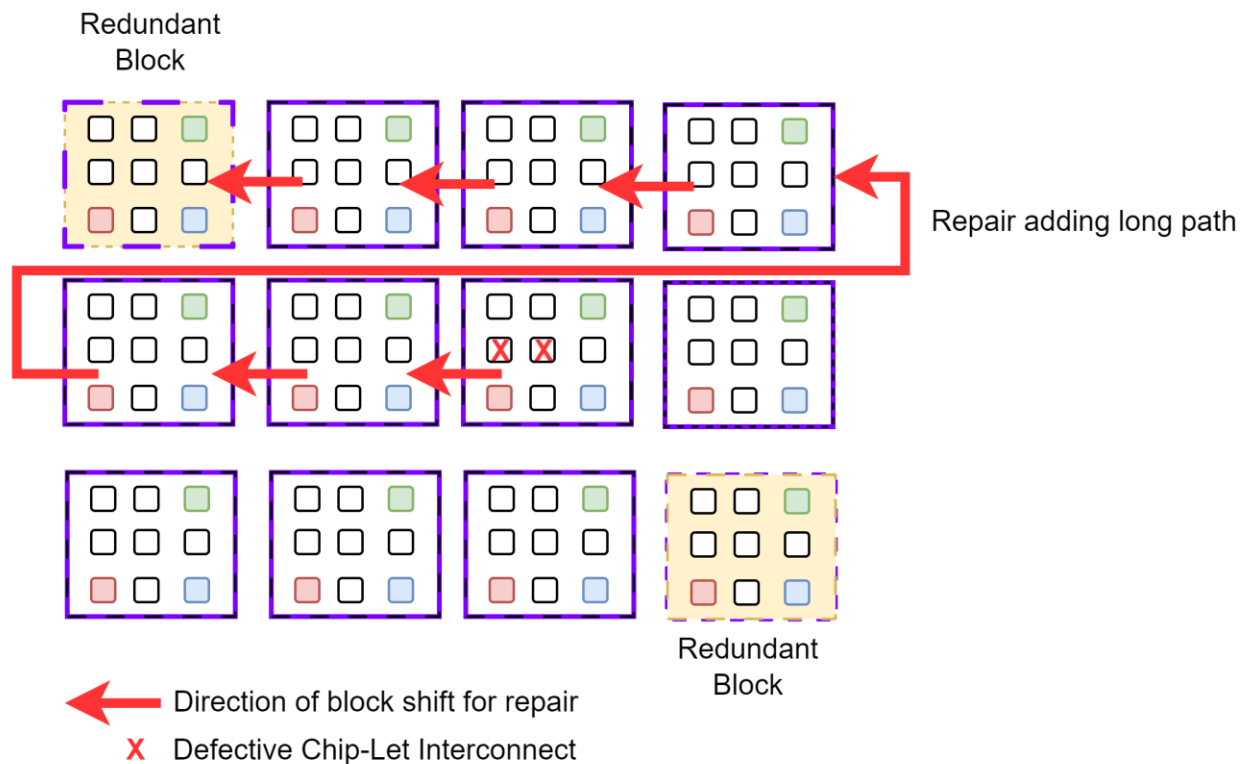 Redundant
Block
Repair adding long path
X X
Redundant
Block
Direction of block shift for repair
X Defective Chip-Let Interconnect